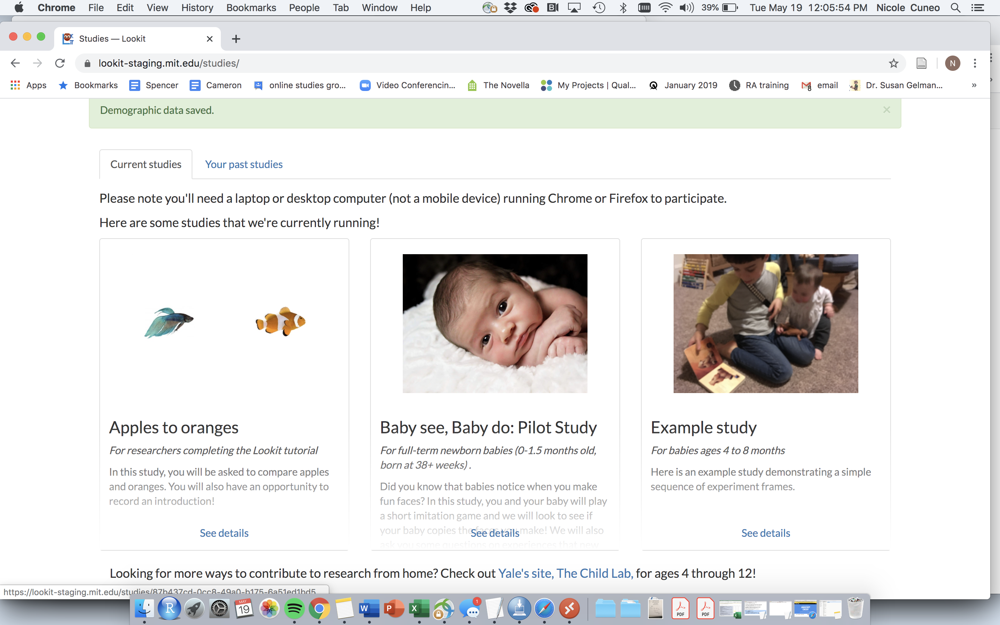 Chrome File Edit View History Bookmarks People Tab Window Help 39% Tue May 19 12:05:54 PM Nicole Cuneo
Studies — Lookit
lookit-staging.mit.edu/studies/ N
Apps Bookmarks Spencer Cameron online studies gro... Video Conferencin... The Novella My Projects | Qual... January 2019 RA training email Dr. Susan Gelman... »
Demographic data saved. ×
Current studies Your past studies
Please note you'll need a laptop or desktop computer (not a mobile device) running Chrome or Firefox to participate.
Here are some studies that we're currently running!
Apples to oranges
For researchers completing the Lookit tutorial
In this study, you will be asked to compare apples
and oranges. You will also have an opportunity to
record an introduction!
See details
Baby see, Baby do: Pilot Study
For full-term newborn babies (0-1.5 months old,
born at 38+ weeks) .
Did you know that babies notice when you make
fun faces? In this study, you and your baby will play
a short imitation game and we will look to see if
your baby copies the faces you make! We will also
ask you some questions on experiences that new
See details
Example study
For babies ages 4 to 8 months
Here is an example study demonstrating a simple
sequence of experiment frames.
See details
Looking for more ways to contribute to research from home? Check out Yale's site, The Child Lab, for ages 4 through 12!
https://lookit-staging.mit.edu/studies/87b437cd-0cc8-49a0-b175-6a51ed1bd5
R MAY 19 W P X 1 PDF PDF